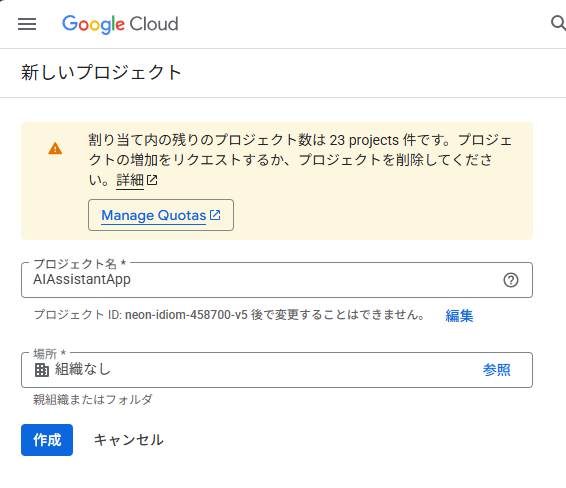 Google Cloud
新しいプロジェクト
割り当て内の残りのプロジェクト数は 23 projects 件です。プロジェ
クトの増加をリクエストするか、プロジェクトを削除してくださ
い。詳細
Manage Quotas
プロジェクト名 *
AIAssistantApp
プロジェクト ID: neon-idiom-458700-v5 後で変更することはできません。 編集
場所 *
組織なし 参照
親組織またはフォルダ
作成 キャンセル